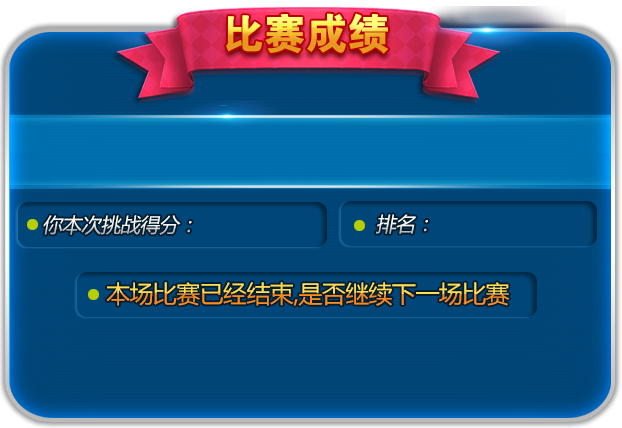 比赛成绩
你本次挑战得分：
排名：
本场比赛已经结束,是否继续下一场比赛